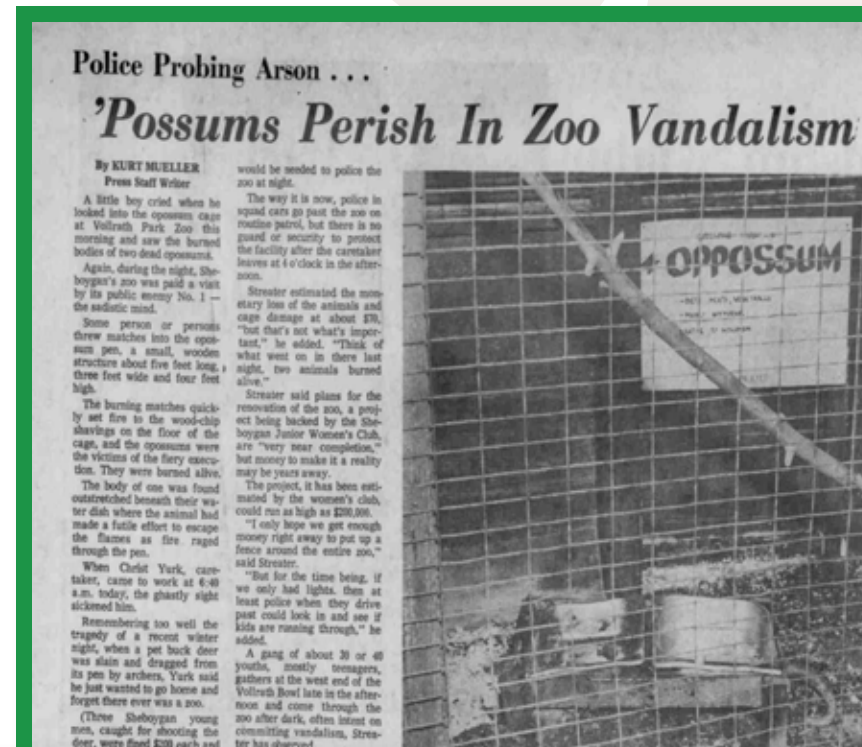 Police Probing Arson . . .
'Possums Perish In Zoo Vandalism
By KURT MUELLER
Press Staff Writer
A little boy cried when he
looked into the opossum cage
at Vollrath Park Zoo this
morning and saw the burned
bodies of two dead opossums.
Again, during the night, She-
boygan's zoo was paid a visit
by its public enemy No. 1 —
the sadistic mind.
Some person or persons
threw matches into the opos-
sum pen, a small, wooden
structure about five feet long,
three feet wide and four feet
high.
The burning matches quick-
ly set fire to the wood-chip
shavings on the floor of the
cage, and the opossums were
the victims of the fiery execu-
tion. They were burned alive.
The body of one was found
outstretched beneath their wa-
ter dish where the animal had
made a futile effort to escape
the flames as fire raged
through the pen.
When Christ Yurk, care-
taker, came to work at 6:40
a.m. today, the ghastly sight
sickened him.
Remembering too well the
tragedy of a recent winter
night, when a pet buck deer
was slain and dragged from
its pen by archers, Yurk said
he just wanted to go home and
forget there ever was a zoo.
(Three Sheboygan young
men, caught for shooting the
deer, were fined $200 each and
would be needed to police the
zoo at night.
The way it is now, police in
squad cars go past the zoo on
routine patrol, but there is no
guard or security to protect
the facility after the caretaker
leaves at 4 o'clock in the after-
noon.
Streater estimated the mon-
etary loss of the animals and
cage damage at about $70,
"but that's not what's impor-
tant," he added. "Think of
what went on in there last
night, two animals burned
alive."
Streater said plans for the
renovation of the zoo, a proj-
ect being backed by the She-
boygan Junior Women's Club,
are "very near completion,"
but money to make it a reality
may be years away.
The project, it has been esti-
mated by the women's club,
could run as high as $200,000.
"I only hope we get enough
money right away to put up a
fence around the entire zoo,"
said Streater.
"But for the time being, if
we only had lights, then at
least police when they drive
past could look in and see if
kids are running through," he
added.
A gang of about 30 or 40
youths, mostly teenagers,
gathers at the west end of the
Vollrath Bowl late in the after-
noon and come through the
zoo after dark, often intent on
committing vandalism, Strea-
ter has observed.
OPPOSSUM